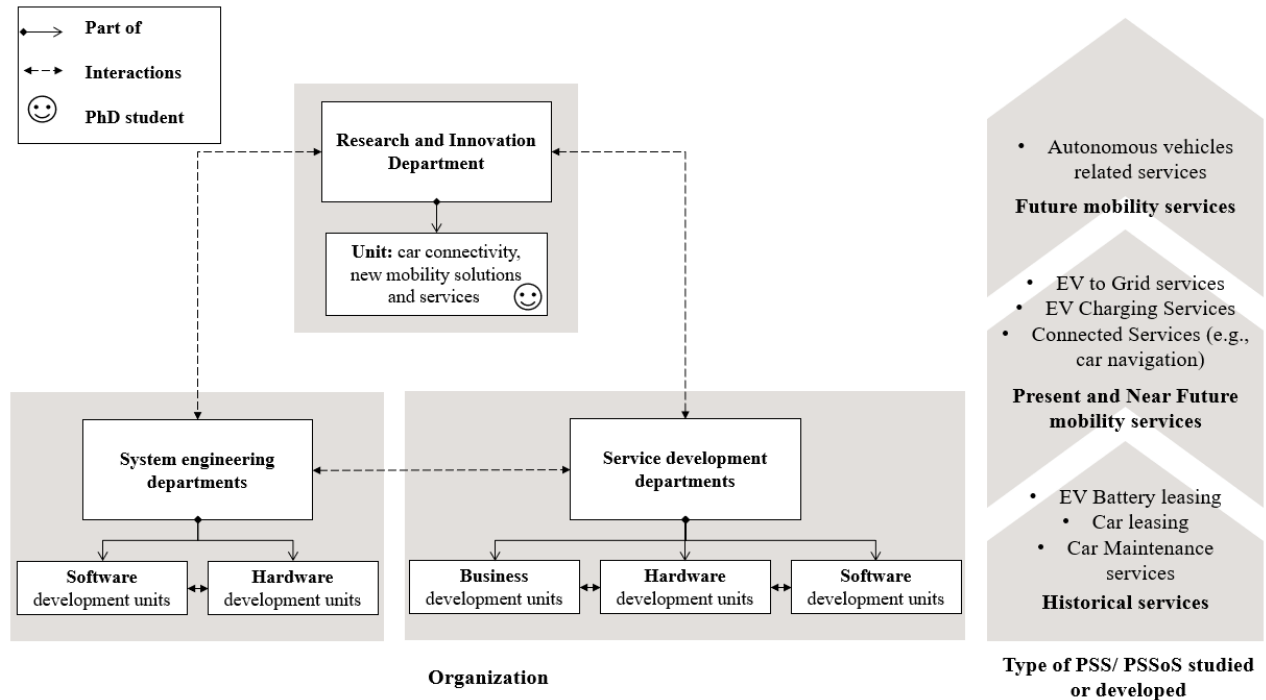 Part of
Interactions
PhD student
Research and Innovation
Department
Unit: car connectivity,
new mobility solutions
and services
System engineering
departments
Service development
departments
Software
development units
Hardware
development units
Business
development units
Hardware
development units
Software
development units
Organization
• Autonomous vehicles
related services
Future mobility services
• EV to Grid services
• EV Charging Services
• Connected Services (e.g.,
car navigation)
Present and Near Future
mobility services
• EV Battery leasing
• Car leasing
• Car Maintenance
services
Historical services
Type of PSS/ PSSoS studied
or developed